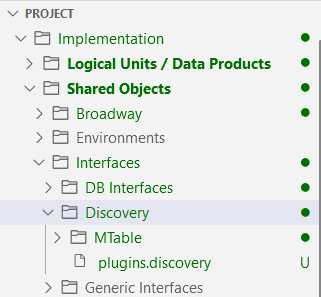 PROJECT
Implementation
Logical Units / Data Products
Shared Objects
Broadway
Environments
Interfaces
DB Interfaces
Discovery
MTable
plugins.discovery U
Generic Interfaces